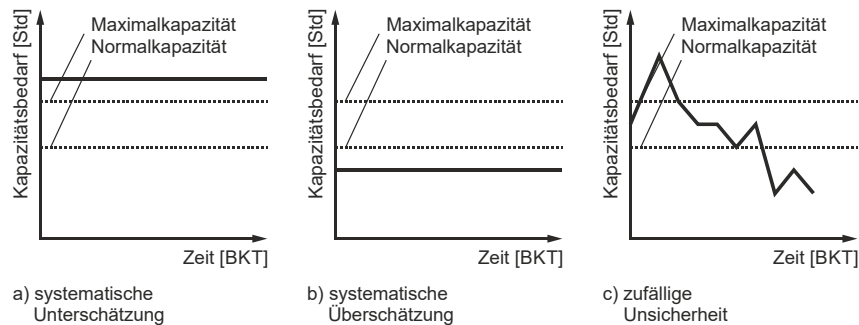 Kapazitätsbedarf [Std]
Maximalkapazität
Normalkapazität
Zeit [BKT]
a) systematische
Unterschätzung
Kapazitätsbedarf [Std]
Maximalkapazität
Normalkapazität
Zeit [BKT]
b) systematische
Überschätzung
Kapazitätsbedarf [Std]
Maximalkapazität
Normalkapazität
Zeit [BKT]
c) zufällige
Unsicherheit